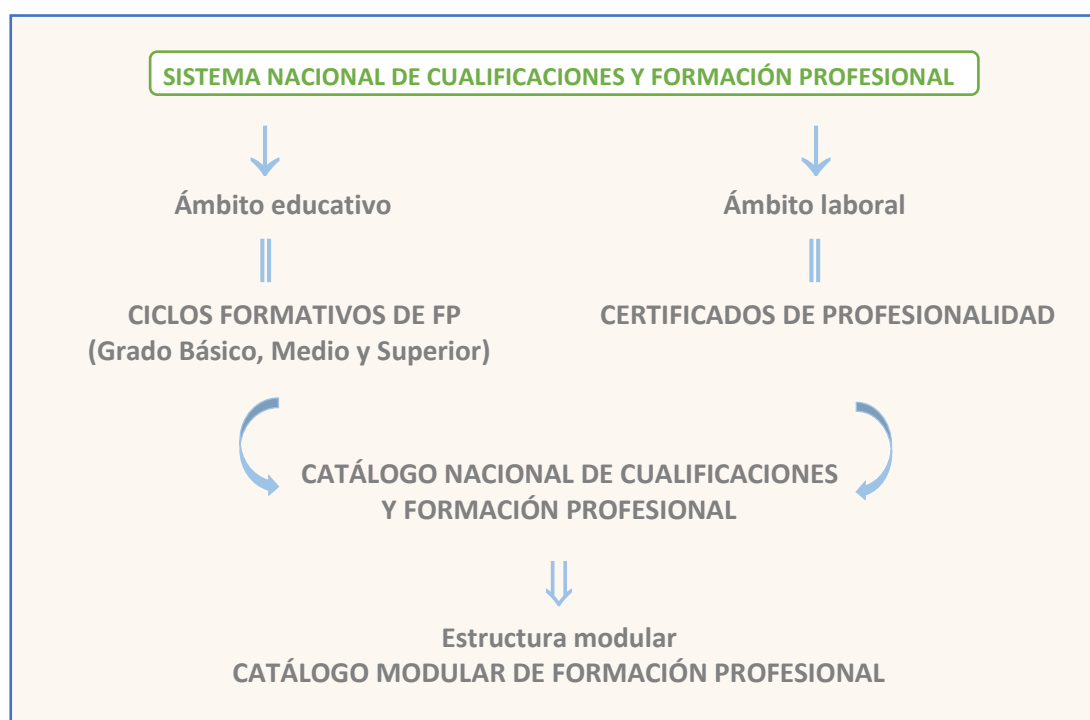 SISTEMA NACIONAL DE CUALIFICACIONES Y FORMACIÓN PROFESIONAL
Ámbito educativo
Ámbito laboral
CICLOS FORMATIVOS DE FP
(Grado Básico, Medio y Superior)
CERTIFICADOS DE PROFESIONALIDAD
CATÁLOGO NACIONAL DE CUALIFICACIONES
Y FORMACIÓN PROFESIONAL
Estructura modular
CATÁLOGO MODULAR DE FORMACIÓN PROFESIONAL